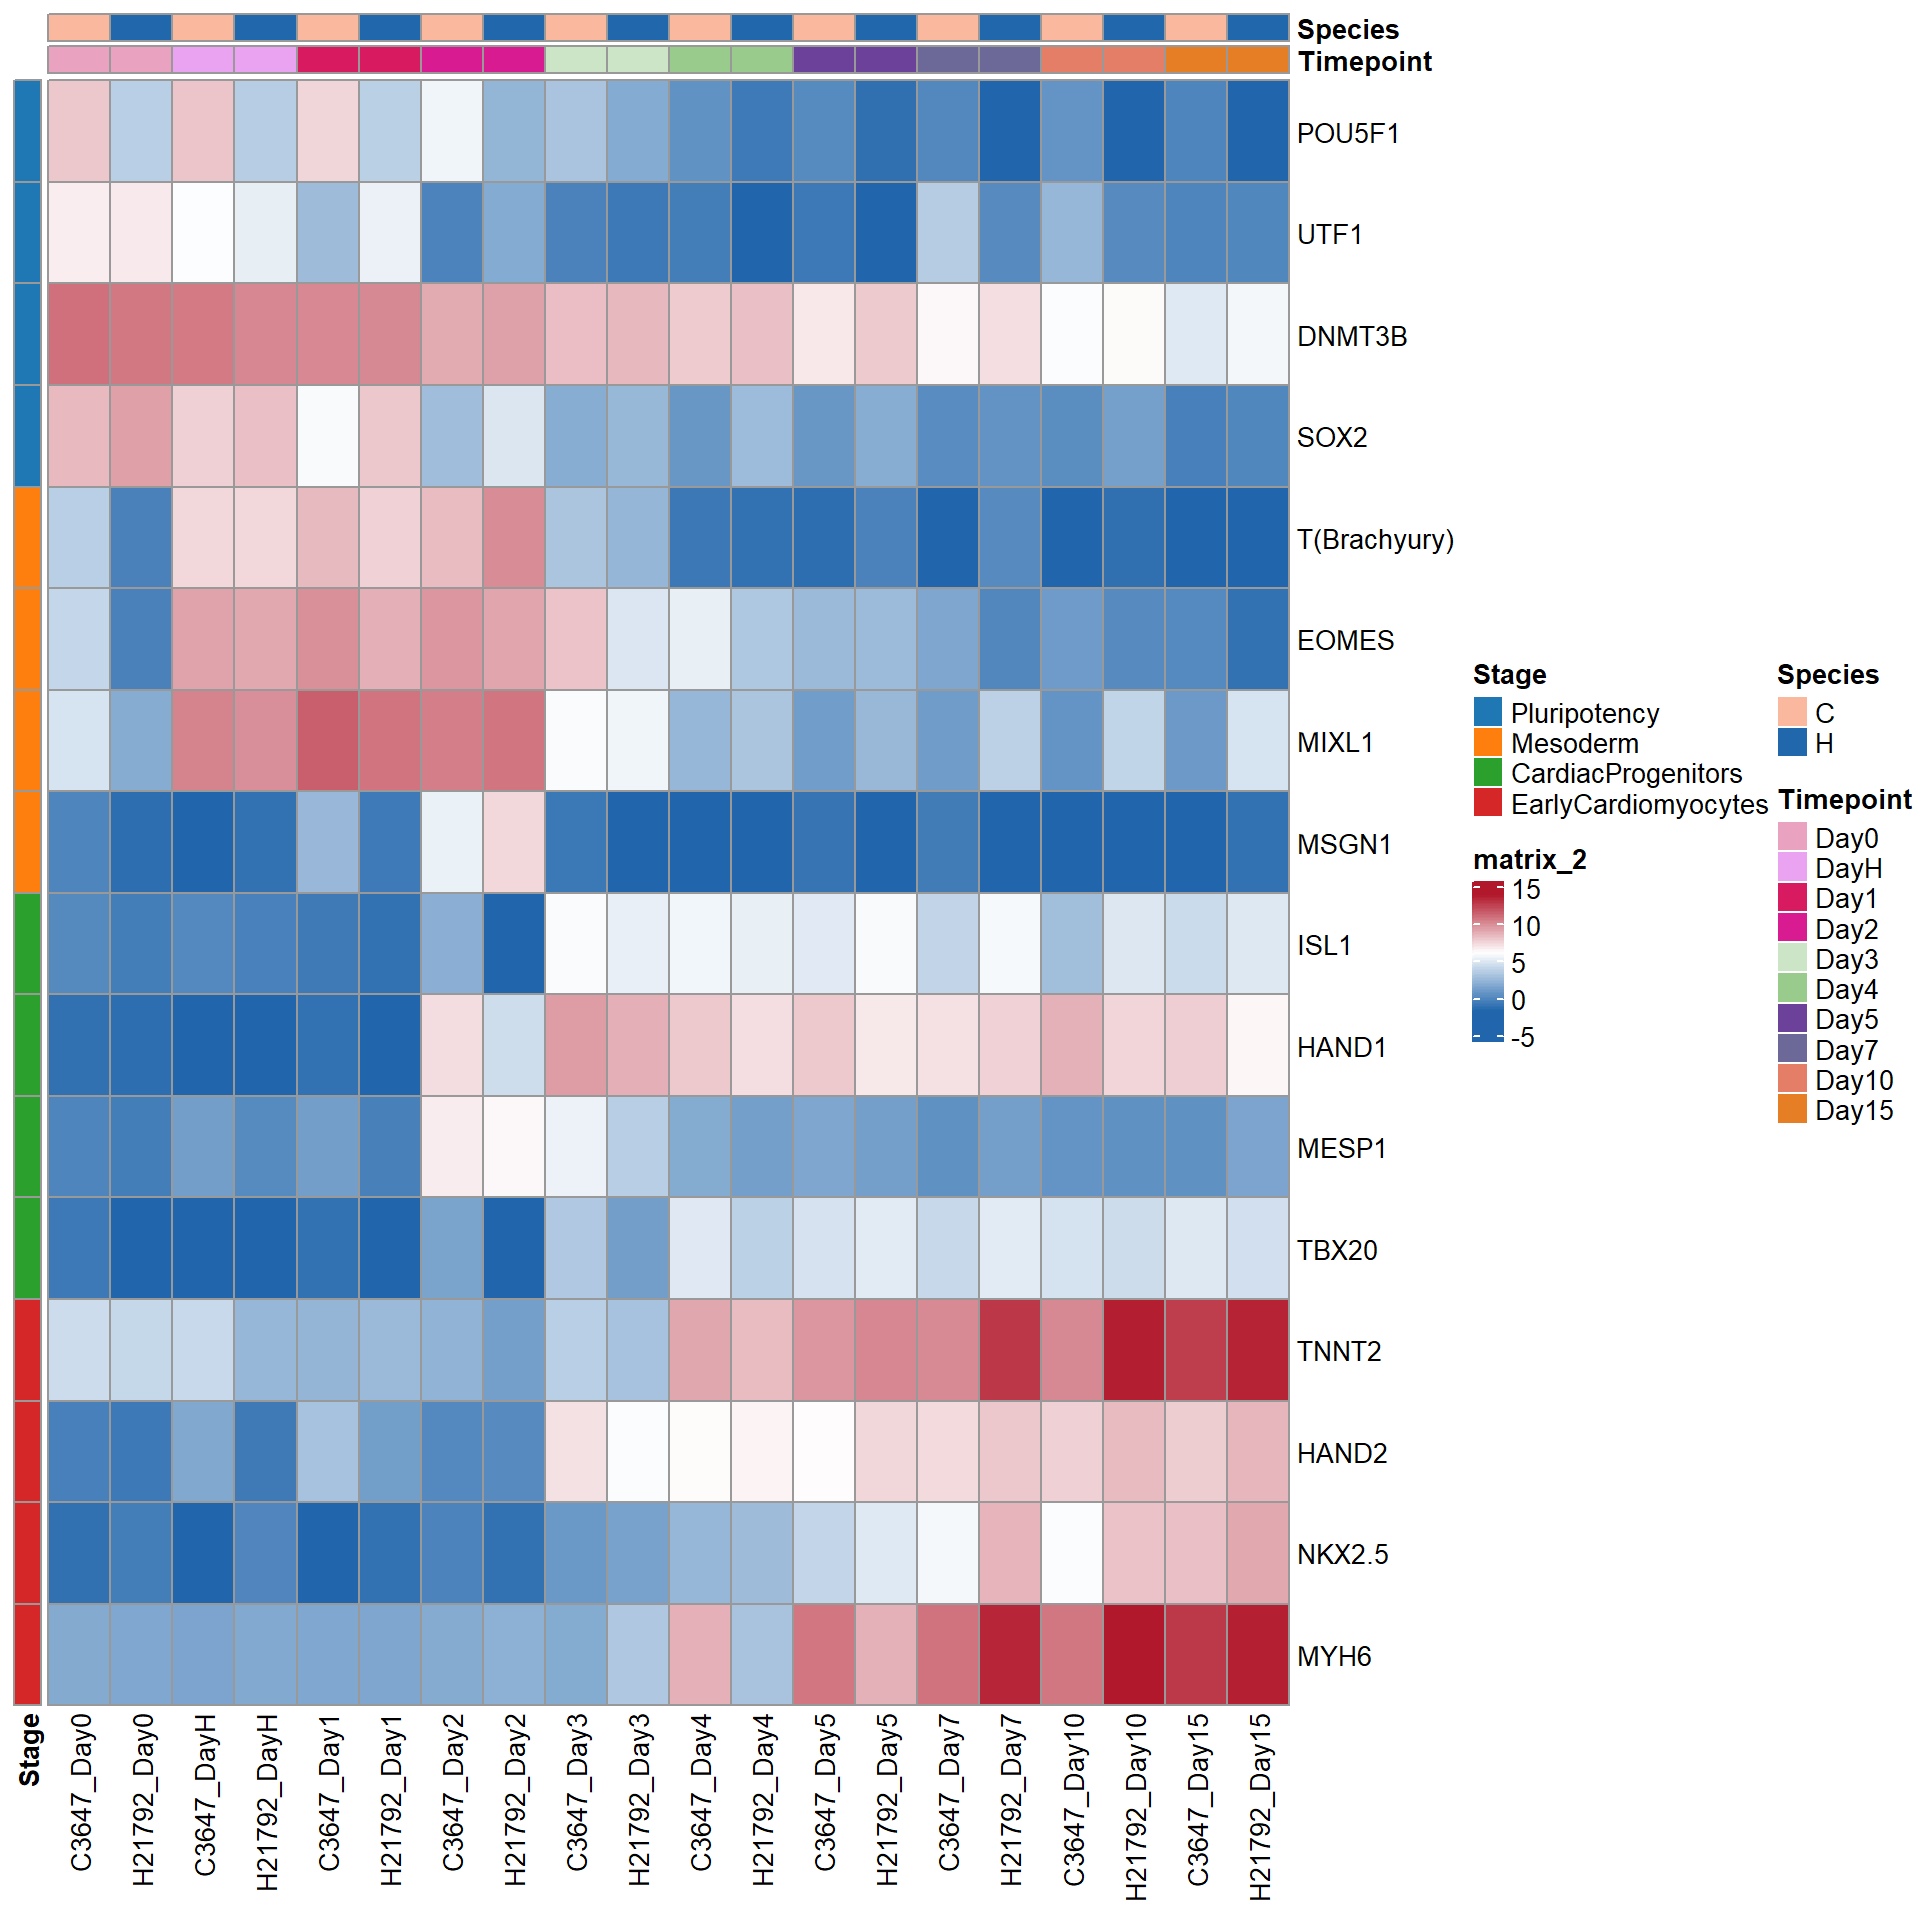 Species
Timepoint
POU5F1
UTF1
DNMT3B
SOX2
T(Brachyury)
EOMES
MIXL1
MSGN1
ISL1
HAND1
MESP1
TBX20
TNNT2
HAND2
NKX2.5
MYH6
Stage
C3647_Day0
H21792_Day0
C3647_DayH
H21792_DayH
C3647_Day1
H21792_Day1
C3647_Day2
H21792_Day2
C3647_Day3
H21792_Day3
C3647_Day4
H21792_Day4
C3647_Day5
H21792_Day5
C3647_Day7
H21792_Day7
C3647_Day10
H21792_Day10
C3647_Day15
H21792_Day15
Stage
Pluripotency
Mesoderm
CardiacProgenitors
EarlyCardiomyocytes
matrix_2
15
10
5
0
-5
Species
C
H
Timepoint
Day0
DayH
Day1
Day2
Day3
Day4
Day5
Day7
Day10
Day15